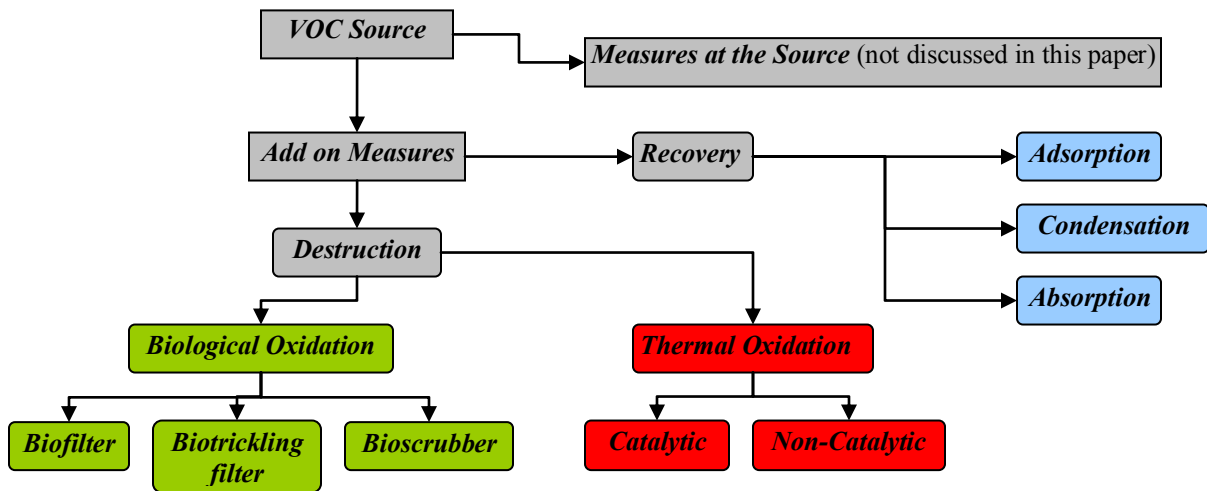 VOC Source
Measures at the Source (not discussed in this paper)
Add on Measures
Recovery
Adsorption
Condensation
Destruction
Absorption
Biological Oxidation
Thermal Oxidation
Biofilter
Biotrickling
filter
Bioscrubber
Catalytic
Non-Catalytic